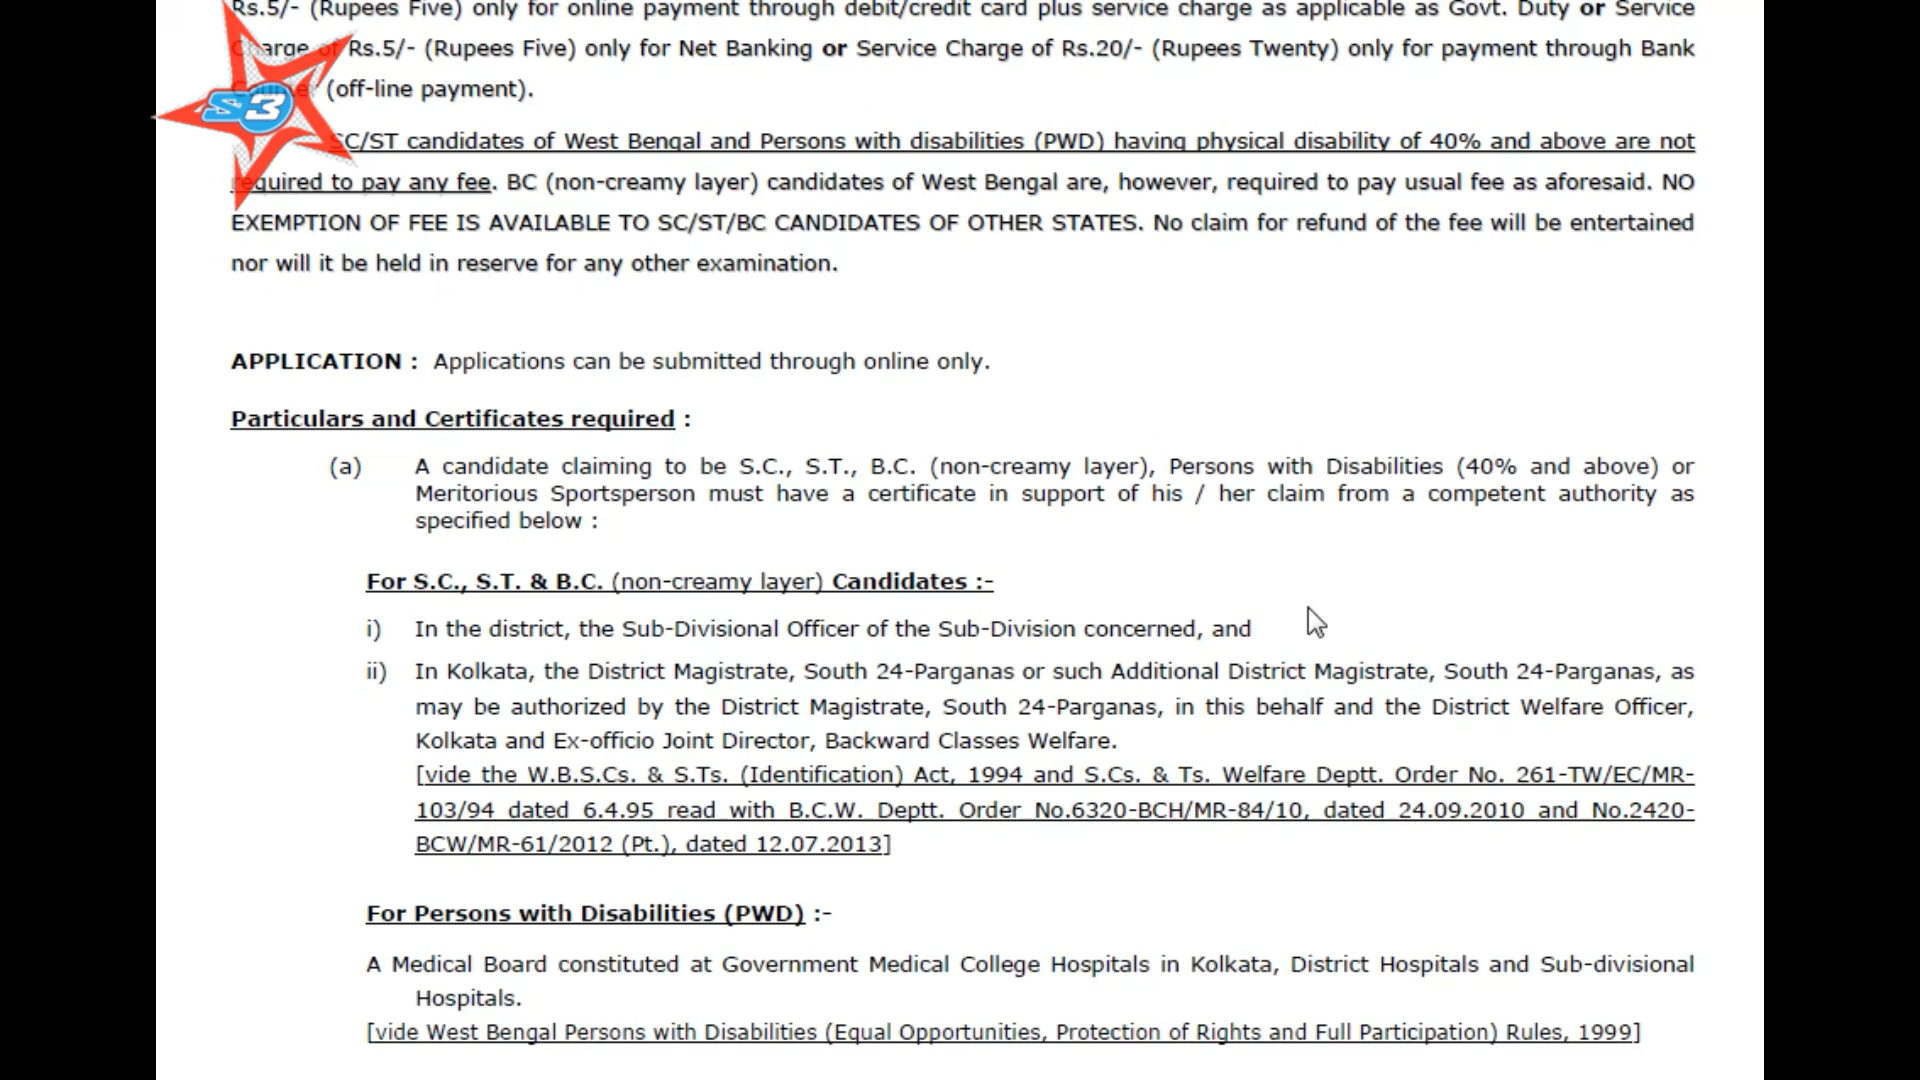 Rs.5/- (Rupees Five) only for online payment through debit/credit card plus service charge as applicable as Govt. Duty or Service
Charge of Rs.5/- (Rupees Five) only for Net Banking or Service Charge of Rs.20/- (Rupees Twenty) only for payment through Bank
(off-line payment).
S3
SC/ST candidates of West Bengal and Persons with disabilities (PWD) having physical disability of 40% and above are not
required to pay any fee. BC (non-creamy layer) candidates of West Bengal are, however, required to pay usual fee as aforesaid. NO
EXEMPTION OF FEE IS AVAILABLE TO SC/ST/BC CANDIDATES OF OTHER STATES. No claim for refund of the fee will be entertained
nor will it be held in reserve for any other examination.
APPLICATION : Applications can be submitted through online only.
Particulars and Certificates required :
(a) A candidate claiming to be S.C., S.T., B.C. (non-creamy layer), Persons with Disabilities (40% and above) or
Meritorious Sportsperson must have a certificate in support of his / her claim from a competent authority as
specified below :
For S.C., S.T. & B.C. (non-creamy layer) Candidates :-
i) In the district, the Sub-Divisional Officer of the Sub-Division concerned, and
ii) In Kolkata, the District Magistrate, South 24-Parganas or such Additional District Magistrate, South 24-Parganas, as
may be authorized by the District Magistrate, South 24-Parganas, in this behalf and the District Welfare Officer,
Kolkata and Ex-officio Joint Director, Backward Classes Welfare.
[vide the W.B.S.Cs. & S.Ts. (Identification) Act, 1994 and S.Cs. & Ts. Welfare Deptt. Order No. 261-TW/EC/MR-
103/94 dated 6.4.95 read with B.C.W. Deptt. Order No.6320-BCH/MR-84/10, dated 24.09.2010 and No.2420-
BCW/MR-61/2012 (Pt.), dated 12.07.2013]
For Persons with Disabilities (PWD) :-
A Medical Board constituted at Government Medical College Hospitals in Kolkata, District Hospitals and Sub-divisional
Hospitals.
[vide West Bengal Persons with Disabilities (Equal Opportunities, Protection of Rights and Full Participation) Rules, 1999]